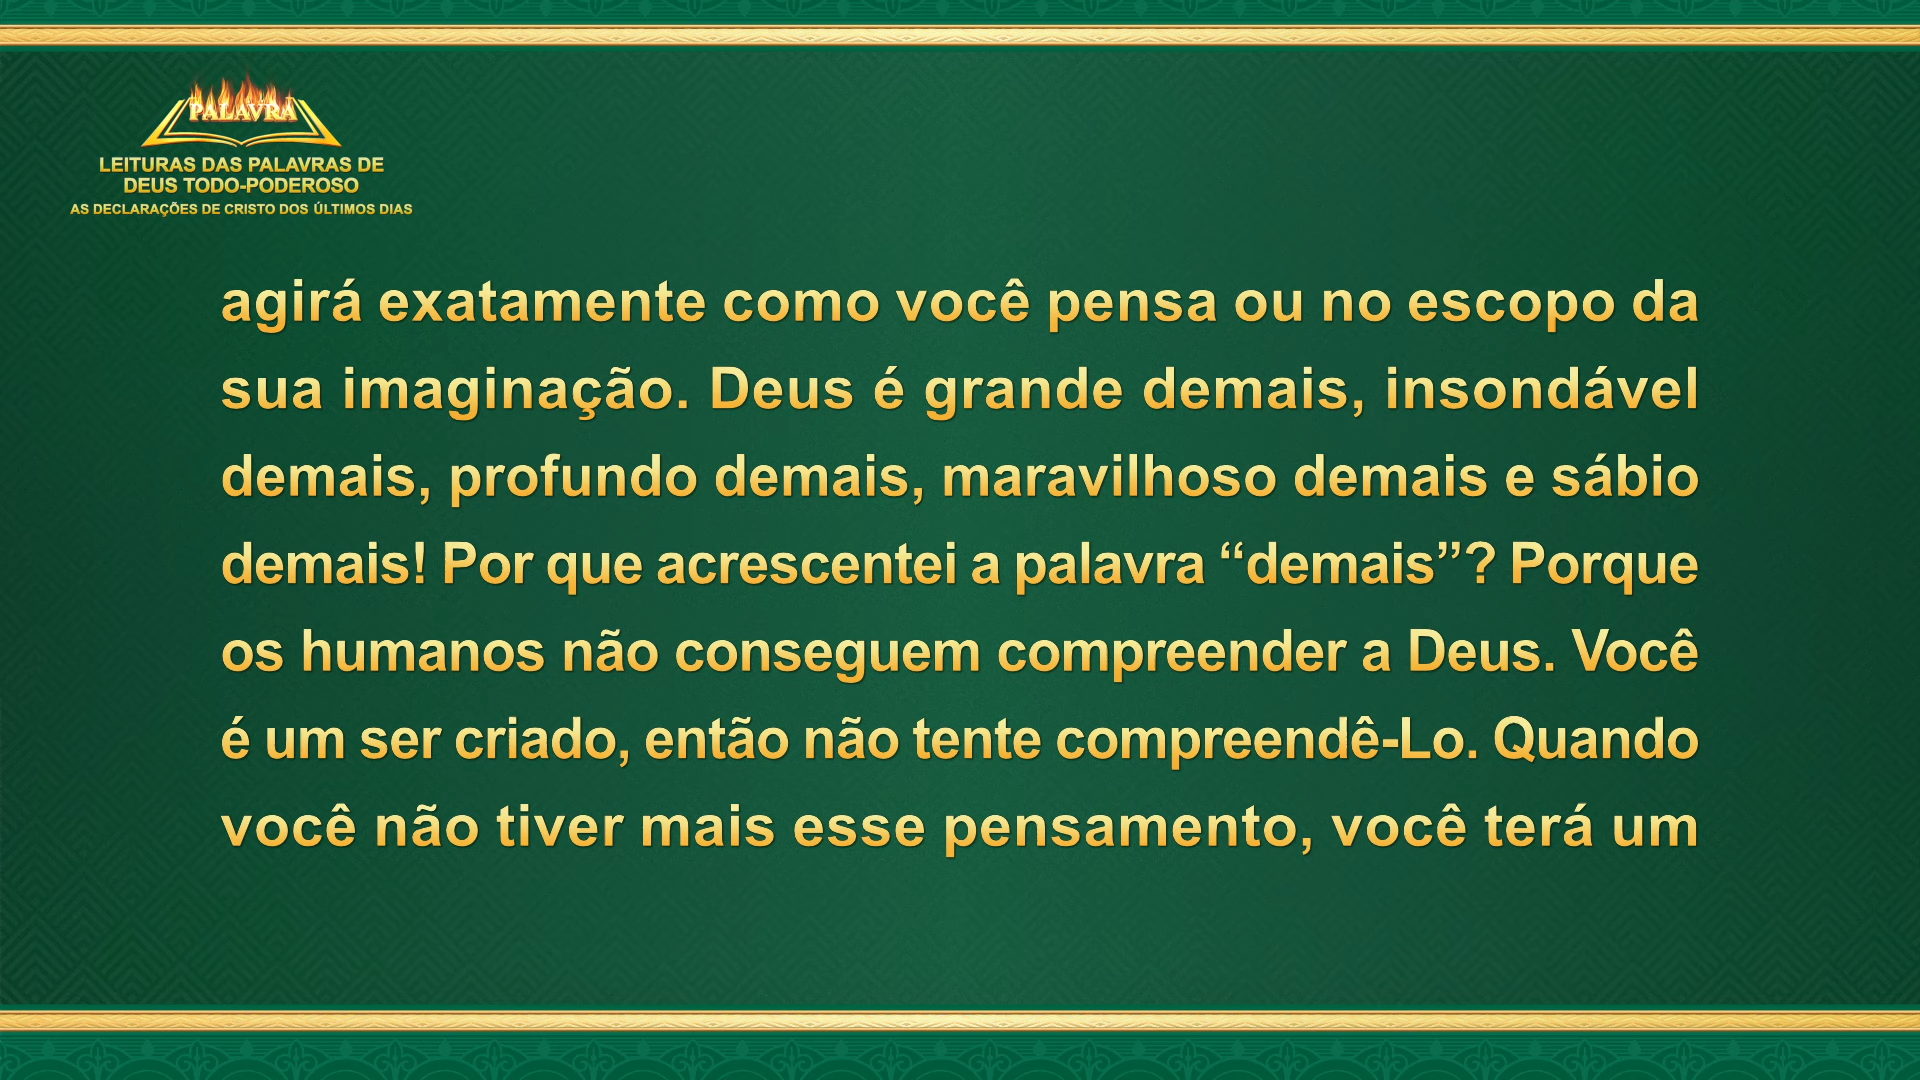 PALAVRA
LEITURAS DAS PALAVRAS DE
DEUS TODO-PODEROSO
AS DECLARAÇÕES DE CRISTO DOS ÚLTIMOS DIAS
agirá exatamente como você pensa ou no escopo da
sua imaginação. Deus é grande demais, insondável
demais, profundo demais, maravilhoso demais e sábio
demais! Por que acrescentei a palavra “demais”? Porque
os humanos não conseguem compreender a Deus. Você
é um ser criado, então não tente compreendê-Lo. Quando
você não tiver mais esse pensamento, você terá um